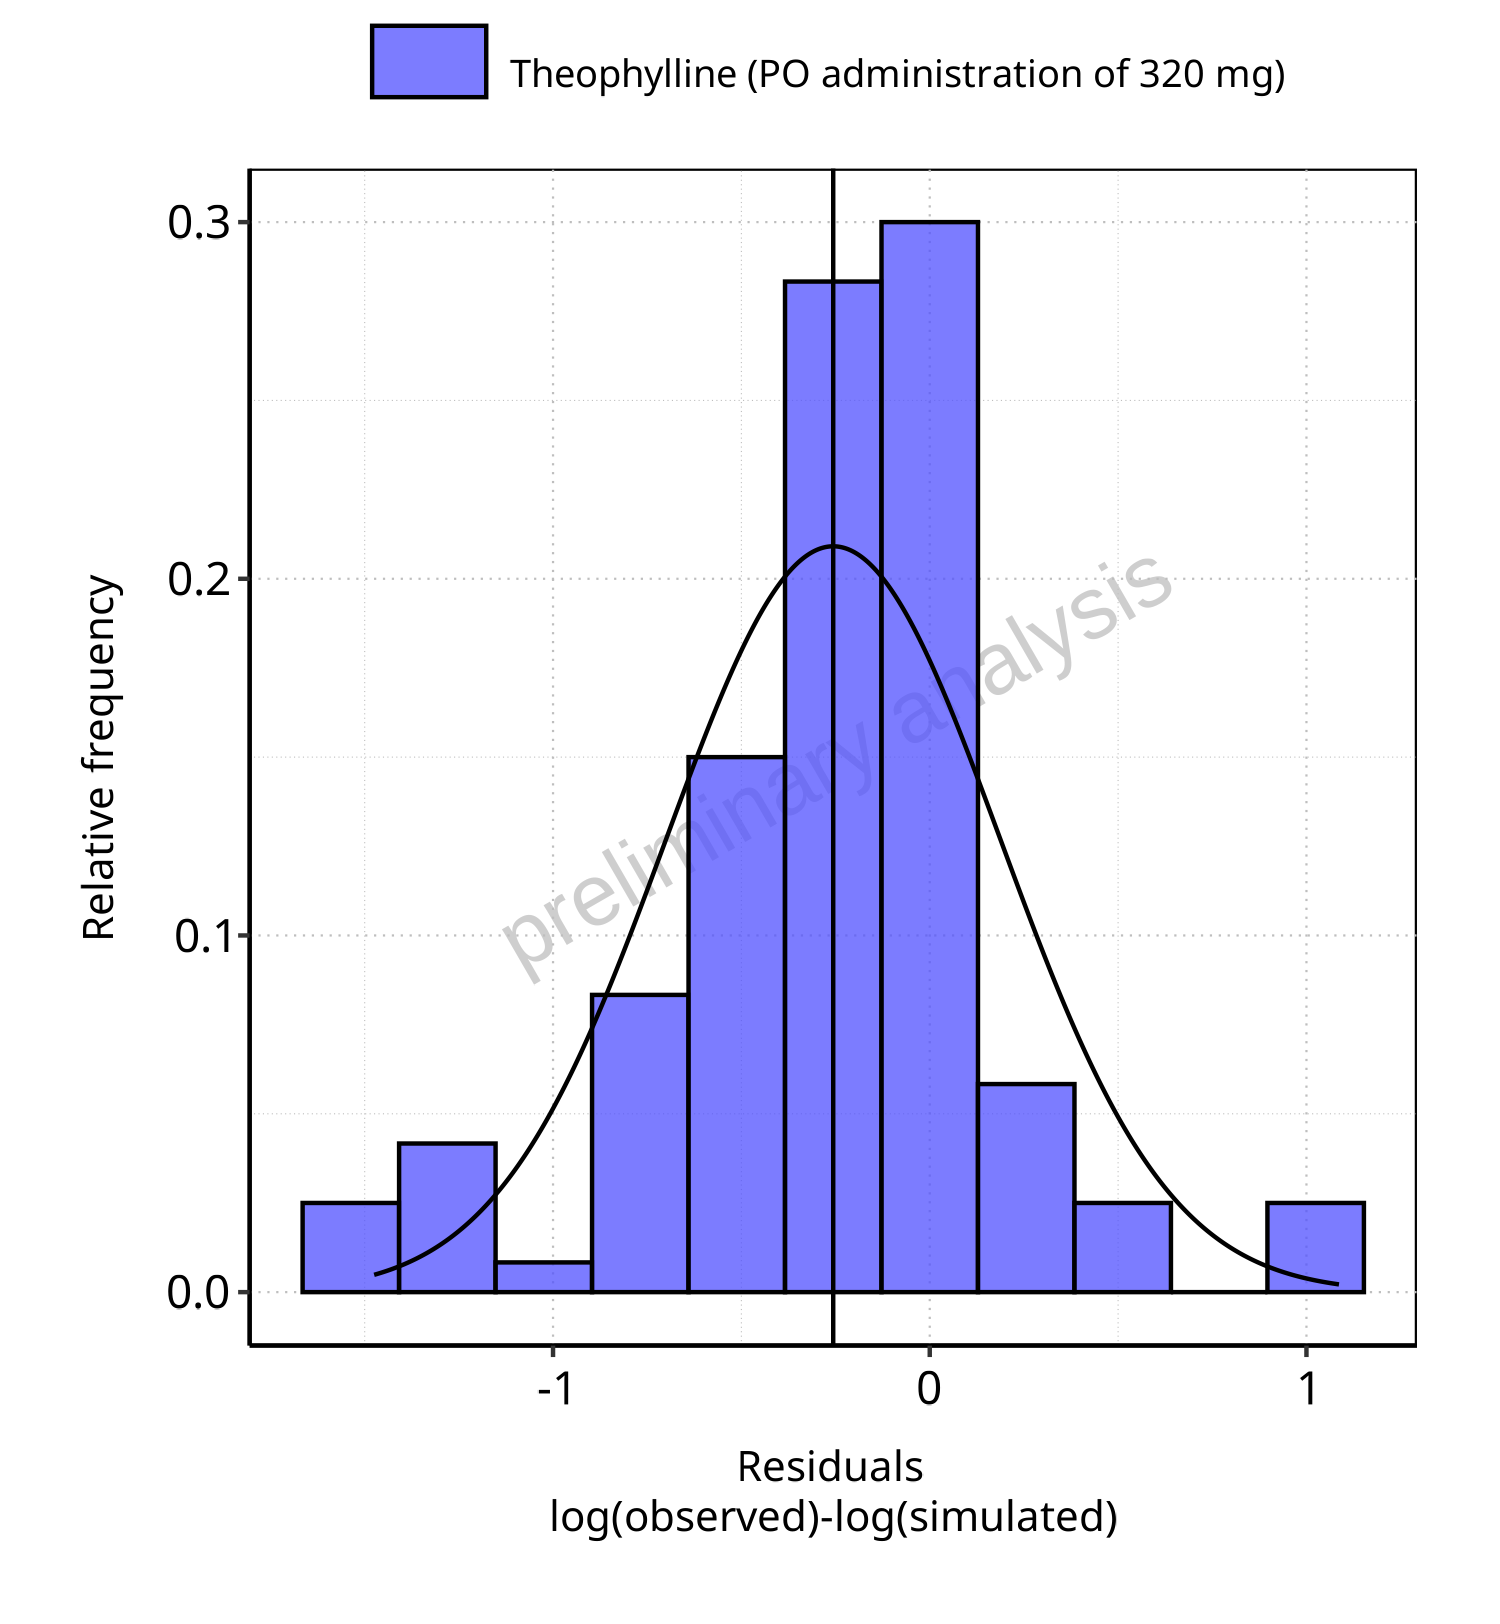 Theophylline (PO administration of 320 mg)
0.3
0.2
0.1
0.0
Relative frequency
preliminary analysis
-1 0 1
Residuals
log(observed)-log(simulated)